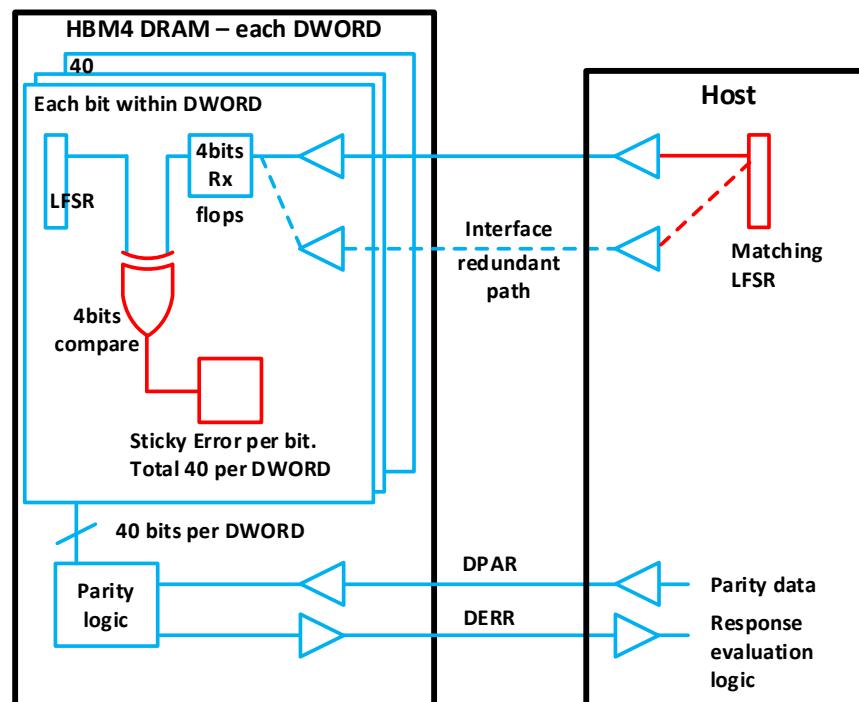 HBM4 DRAM – each DWORD
40
Each bit within DWORD
LFSR
4bits
Rx
flops
4bits
compare
Sticky Error per bit.
Total 40 per DWORD
40 bits per DWORD
Parity
logic
Interface
redundant
path
DPAR
DERR
Host
Matching
LFSR
Parity data
Response
evaluation
logic